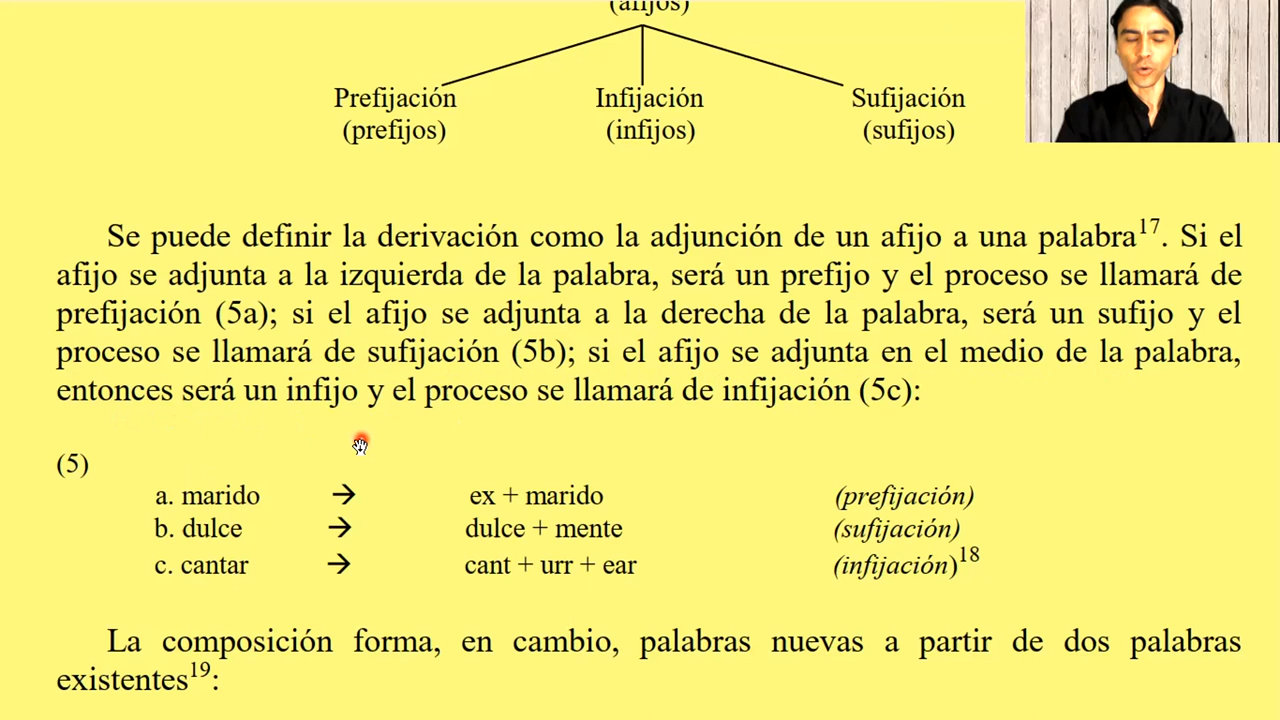 (afijos)
Prefijación Infijación Sufijación
(prefijos) (infijos) (sufijos)
Se puede definir la derivación como la adjunción de un afijo a una palabra¹⁷. Si el
afijo se adjunta a la izquierda de la palabra, será un prefijo y el proceso se llamará de
prefijación (5a); si el afijo se adjunta a la derecha de la palabra, será un sufijo y el
proceso se llamará de sufijación (5b); si el afijo se adjunta en el medio de la palabra,
entonces será un infijo y el proceso se llamará de infijación (5c):
(5)
a. marido → ex + marido (prefijación)
b. dulce → dulce + mente (sufijación)
c. cantar → cant + urr + ear (infijación)¹⁸
La composición forma, en cambio, palabras nuevas a partir de dos palabras
existentes¹⁹: